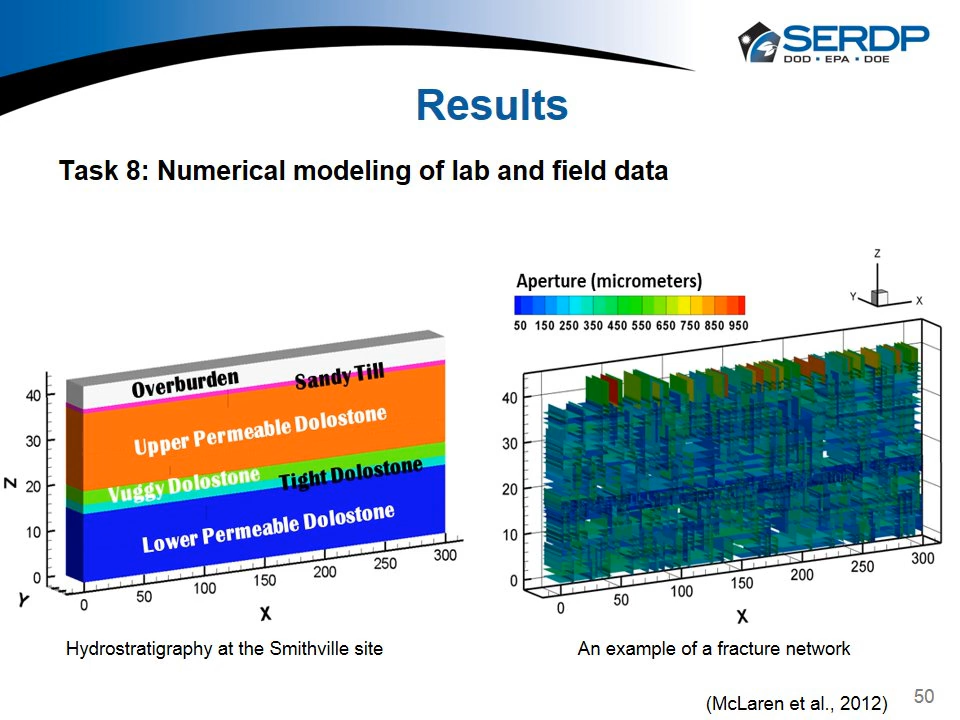 SERDP
DOD • EPA • DOE
Results
Task 8: Numerical modeling of lab and field data
Overburden
Sandy Till
Upper Permeable Dolostone
Vuggy Dolostone
Tight Dolostone
Lower Permeable Dolostone
40
30
20
10
0
Z
Y
0 50 100 150 200 250 300
X
Hydrostratigraphy at the Smithville site
Aperture (micrometers)
50 150 250 350 450 550 650 750 850 950
Z
Y
X
40
30
20
10
0
0 50 100 150 200 250 300
X
An example of a fracture network
(McLaren et al., 2012)
50